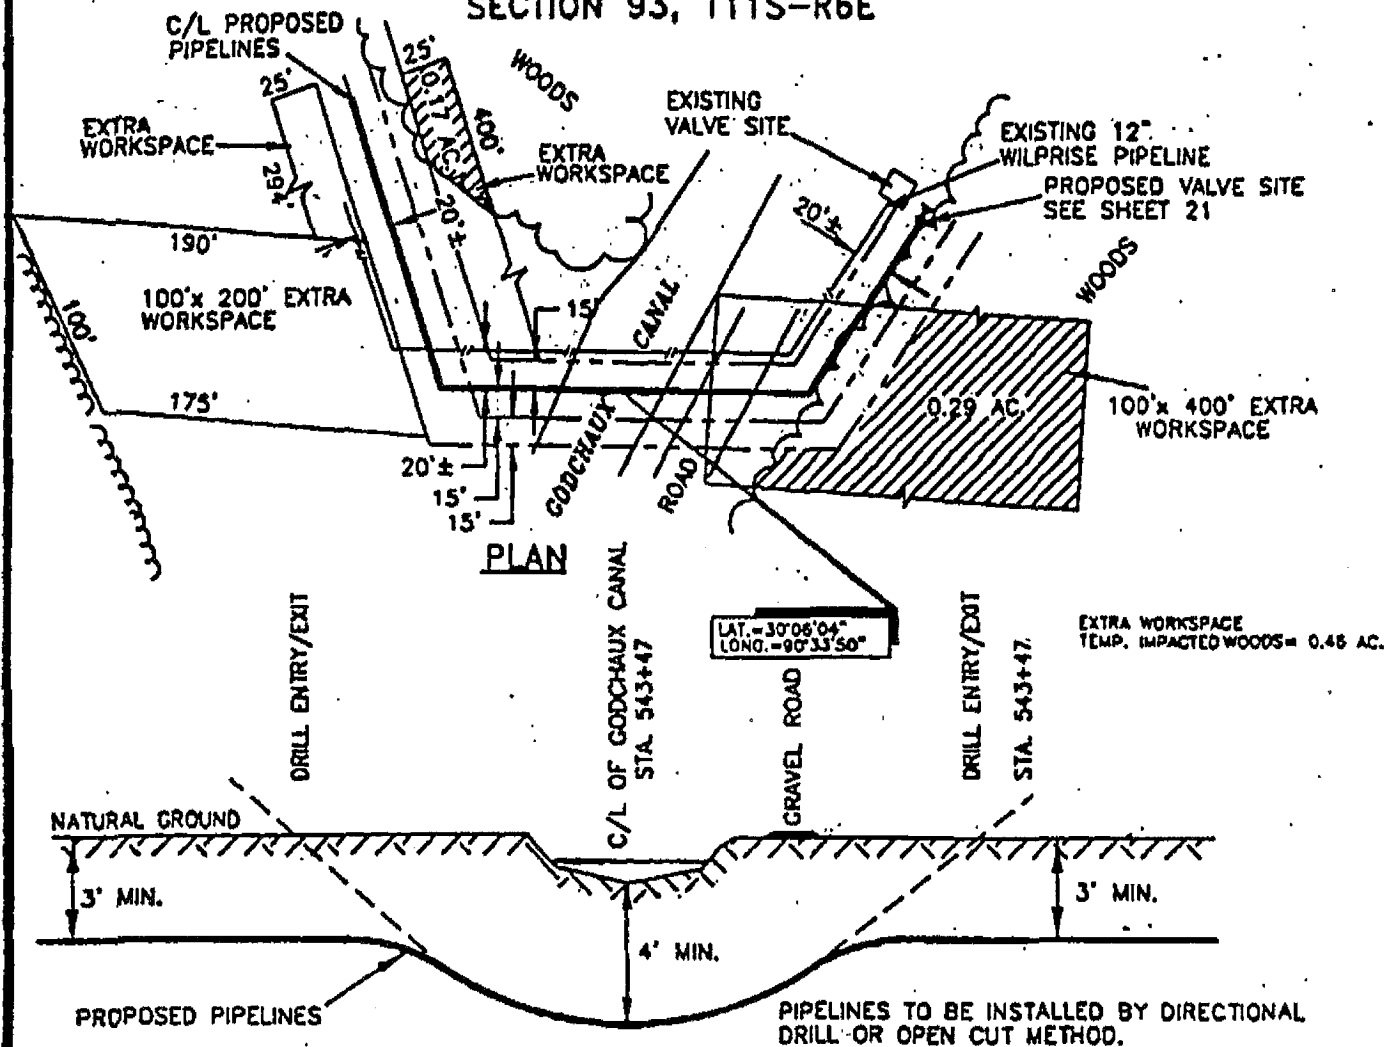 SECTION 93, T11S-R6E
C/L PROPOSED
PIPELINES
25'
25'
WOODS
0.17 AC.
400'
EXTRA
WORKSPACE
294'
EXTRA
WORKSPACE
EXISTING
VALVE SITE
EXISTING 12"
WILPRISE PIPELINE
PROPOSED VALVE SITE
SEE SHEET 21
20'±
20'±
WOODS
190'
100'x 200' EXTRA
WORKSPACE
100'
175'
15'
CANAL
GODCHAUX
ROAD
0.29 AC.
100'x 400' EXTRA
WORKSPACE
20'±
15'
15'
PLAN
LAT.=30°06'04"
LONG.=90°33'50"
EXTRA WORKSPACE
TEMP. IMPACTED WOODS= 0.46 AC.
DRILL ENTRY/EXIT
C/L OF GODCHAUX CANAL
STA. 543+47
GRAVEL ROAD
DRILL ENTRY/EXIT
STA. 543+47
NATURAL GROUND
3' MIN.
4' MIN.
3' MIN.
PROPOSED PIPELINES
PIPELINES TO BE INSTALLED BY DIRECTIONAL
DRILL OR OPEN CUT METHOD.